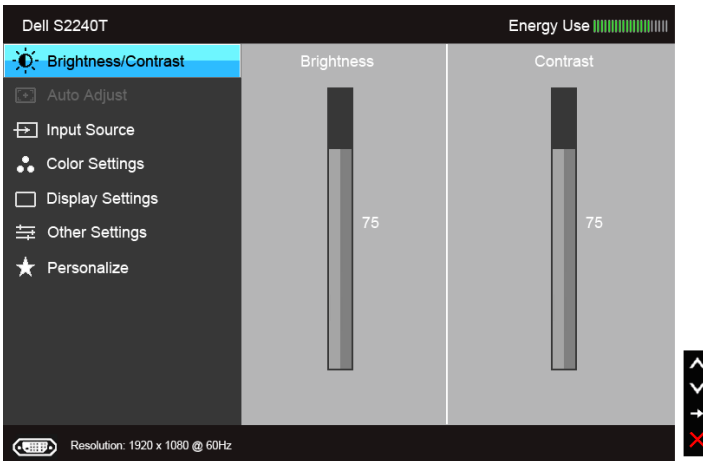 Dell S2240T
Energy Use
Brightness/Contrast
Auto Adjust
Input Source
Color Settings
Display Settings
Other Settings
Personalize
Brightness
Contrast
75
75
Resolution: 1920 x 1080 @ 60Hz